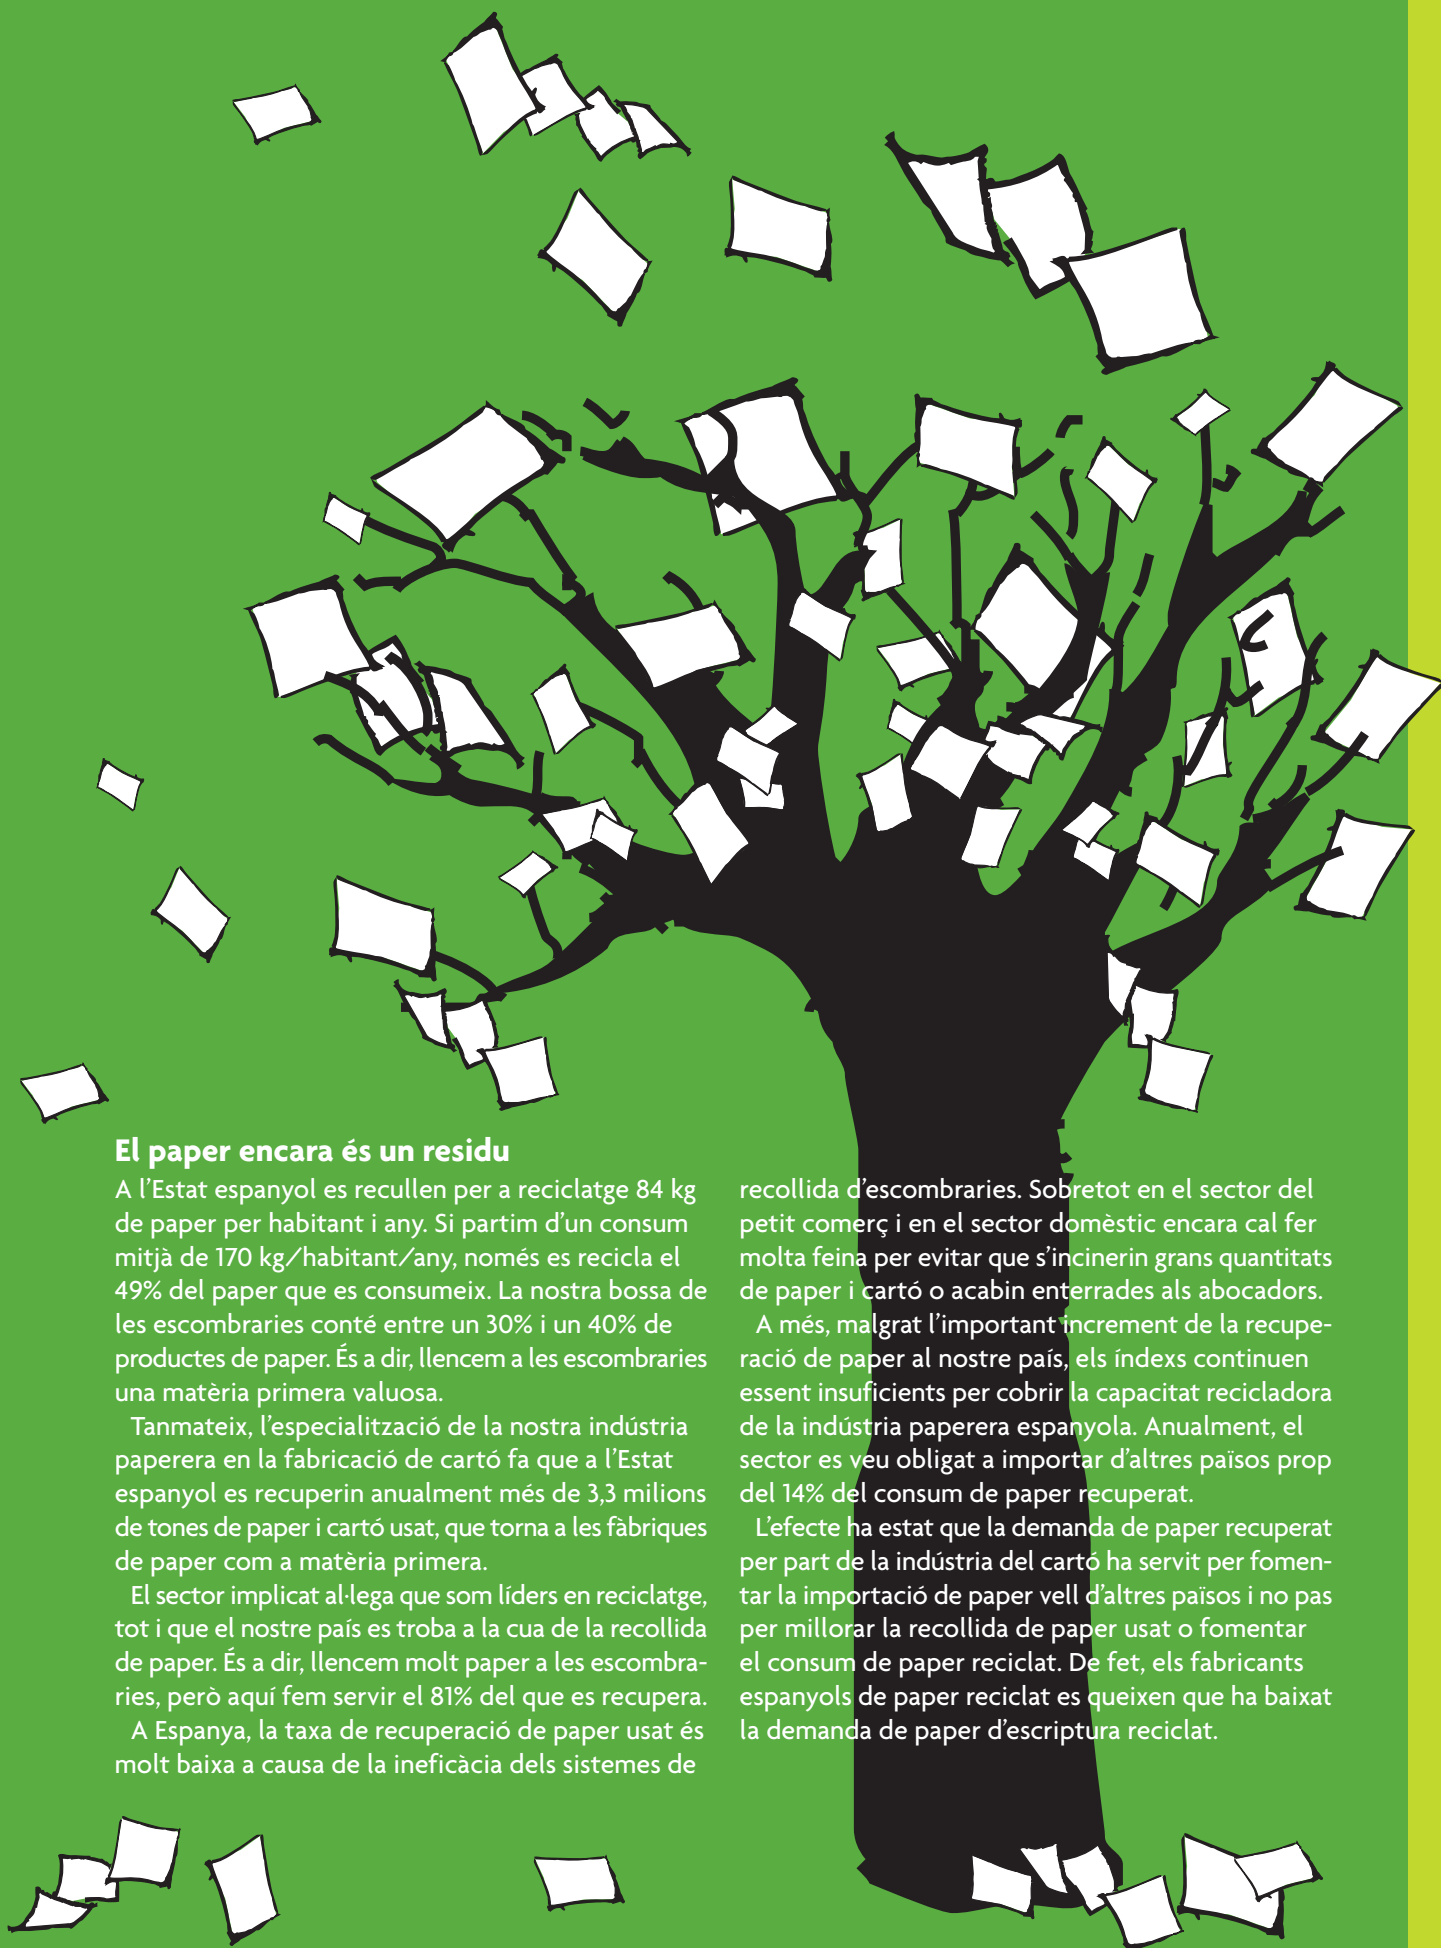 El paper encara és un residu
A l’Estat espanyol es recullen per a reciclatge 84 kg
de paper per habitant i any. Si partim d’un consum
mitjà de 170 kg/habitant/any, només es recicla el
49% del paper que es consumeix. La nostra bossa de
les escombraries conté entre un 30% i un 40% de
productes de paper. És a dir, llencem a les escombraries
una matèria primera valuosa.
Tanmateix, l’especialització de la nostra indústria
paperera en la fabricació de cartó fa que a l’Estat
espanyol es recuperin anualment més de 3,3 milions
de tones de paper i cartó usat, que torna a les fàbriques
de paper com a matèria primera.
El sector implicat al·lega que som líders en reciclatge,
tot i que el nostre país es troba a la cua de la recollida
de paper. És a dir, llencem molt paper a les escombra-
ries, però aquí fem servir el 81% del que es recupera.
A Espanya, la taxa de recuperació de paper usat és
molt baixa a causa de la ineficàcia dels sistemes de
recollida d’escombraries. Sobretot en el sector del
petit comerç i en el sector domèstic encara cal fer
molta feina per evitar que s’incinerin grans quantitats
de paper i cartó o acabin enterrades als abocadors.
A més, malgrat l’important increment de la recupe-
ració de paper al nostre país, els índexs continuen
essent insuficients per cobrir la capacitat recicladora
de la indústria paperera espanyola. Anualment, el
sector es veu obligat a importar d’altres països prop
del 14% del consum de paper recuperat.
L’efecte ha estat que la demanda de paper recuperat
per part de la indústria del cartó ha servit per fomen-
tar la importació de paper vell d’altres països i no pas
per millorar la recollida de paper usat o fomentar
el consum de paper reciclat. De fet, els fabricants
espanyols de paper reciclat es queixen que ha baixat
la demanda de paper d’escriptura reciclat.